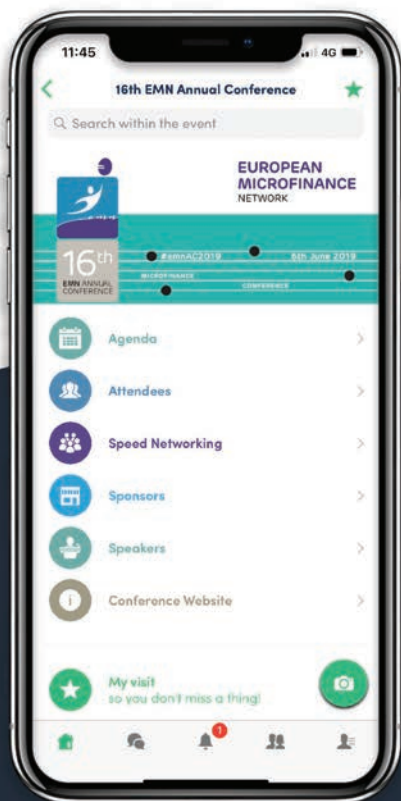 11:45
4G
16th EMN Annual Conference
Search within the event
EUROPEAN
MICROFINANCE
NETWORK
16th
EMN ANNUAL
CONFERENCE
#emnAC2019
6th June 2019
MICROFINANCE
CONFERENCE
Agenda
Attendees
Speed Networking
Sponsors
Speakers
i
Conference Website
My visit
so you don't miss a thing!
1